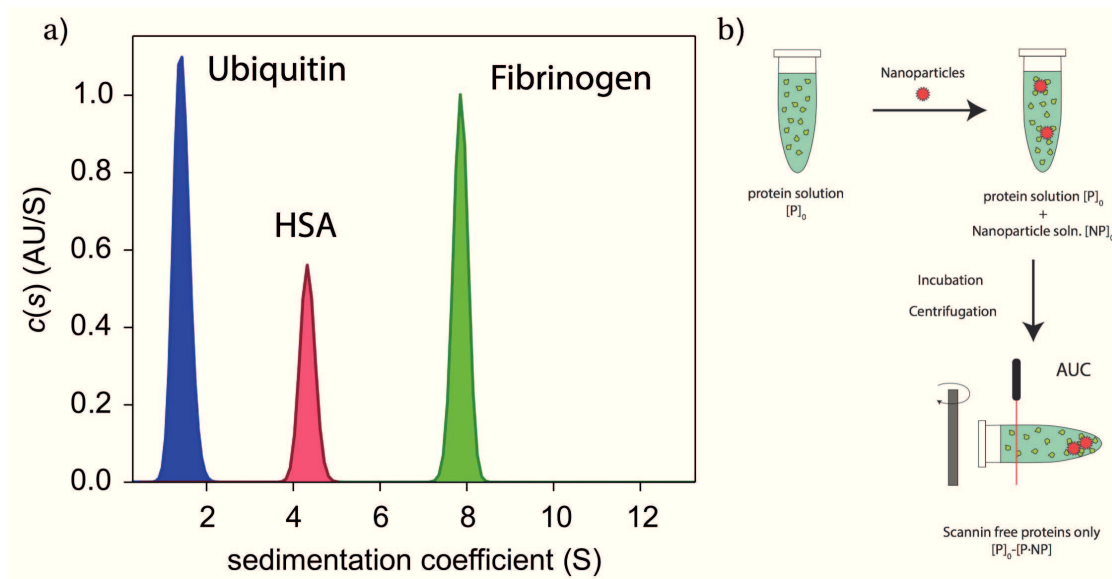 a)
Ubiquitin
HSA
Fibrinogen
c(s) (AU/S)
1.0
0.8
0.6
0.4
0.2
0.0
2 4 6 8 10 12
sedimentation coefficient (S)
b)
Nanoparticles
protein solution
[P]₀
protein solution [P]₀
+
Nanoparticle soln. [NP]₀
Incubation
Centrifugation
AUC
Scannin free proteins only
[P]₀-[P·NP]